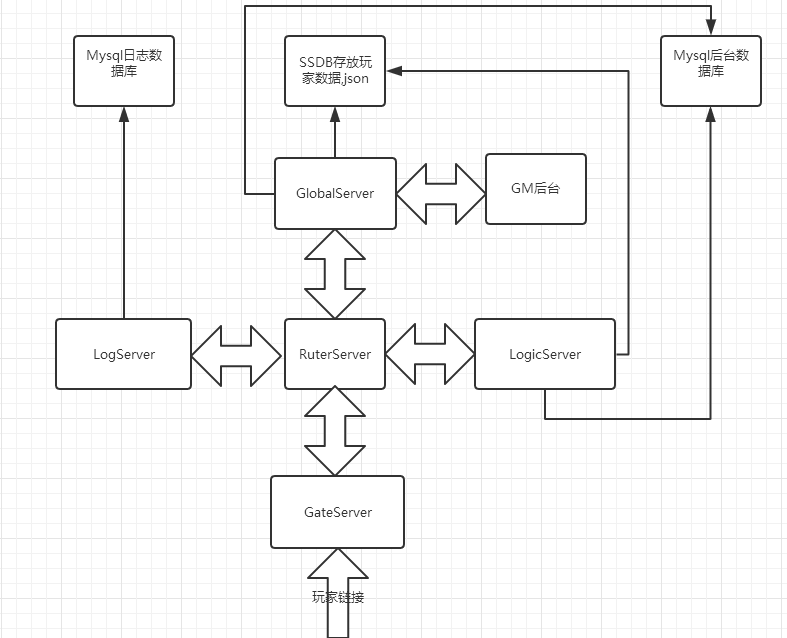 Mysql日志数
据库
SSDB存放玩
家数据,json
Mysql后台数
据库
GlobalServer
GM后台
LogServer
RuterServer
LogicServer
GateServer
玩家链接